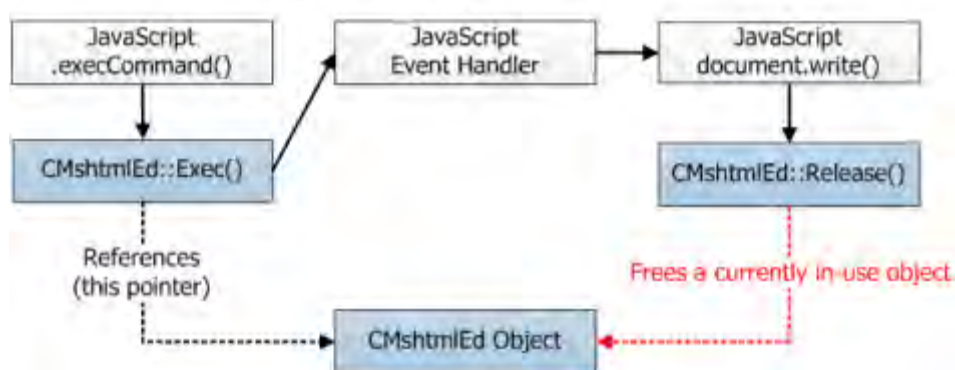 JavaScript
.execCommand()
JavaScript
Event Handler
JavaScript
document.write()
CMshtmlEd::Exec()
CMshtmlEd::Release()
References
(this pointer)
Frees a currently in-use object
CMshtmlEd Object